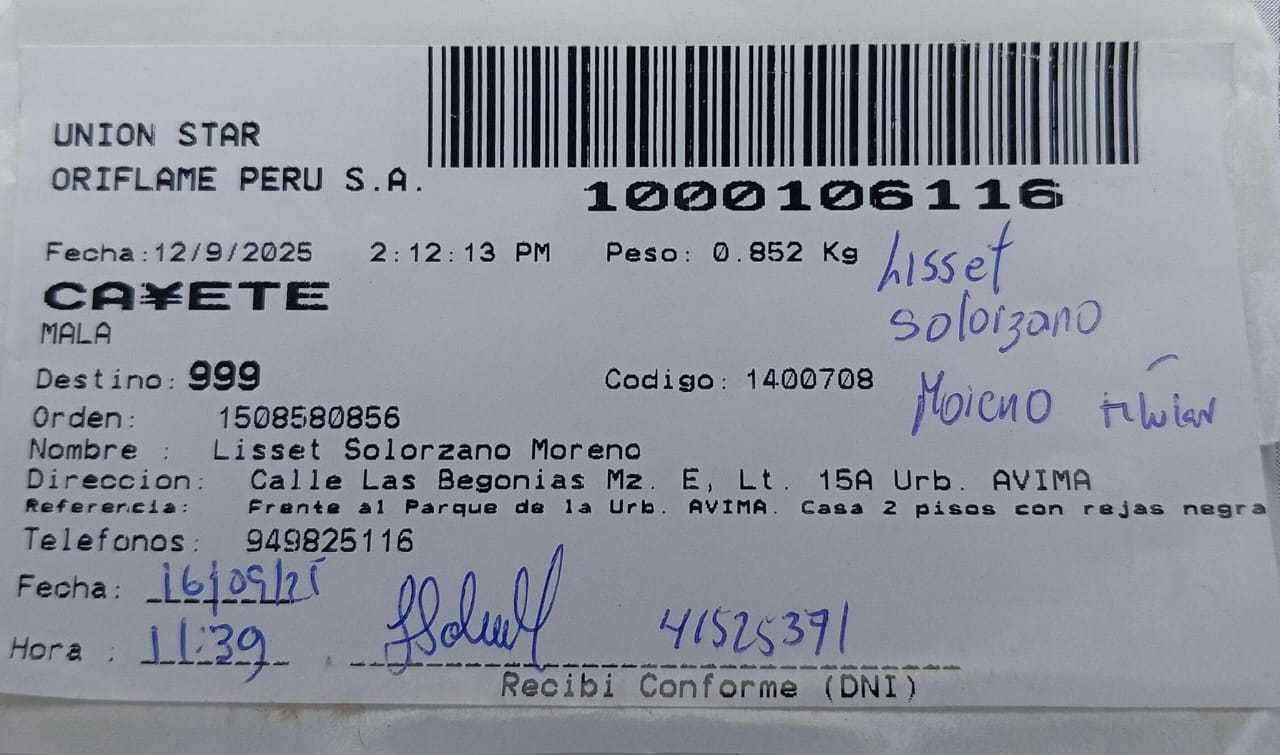 UNION STAR
ORIFLAME PERU S.A.
1000106116
Fecha:12/9/2025 2:12:13 PM Peso: 0.852 Kg
CA¥ETE
MALA
Lisset
Solorzano
Moreno titular
Destino: 999 Codigo: 1400708
Orden: 1508580856
Nombre : Lisset Solorzano Moreno
Direccion: Calle Las Begonias Mz. E, Lt. 15A Urb. AVIMA
Referencia: Frente al Parque de la Urb. AVIMA. Casa 2 pisos con rejas negra
Telefonos: 949825116
Fecha: 16/09/25
Hora : 11:39 41525371
Recibi Conforme (DNI)